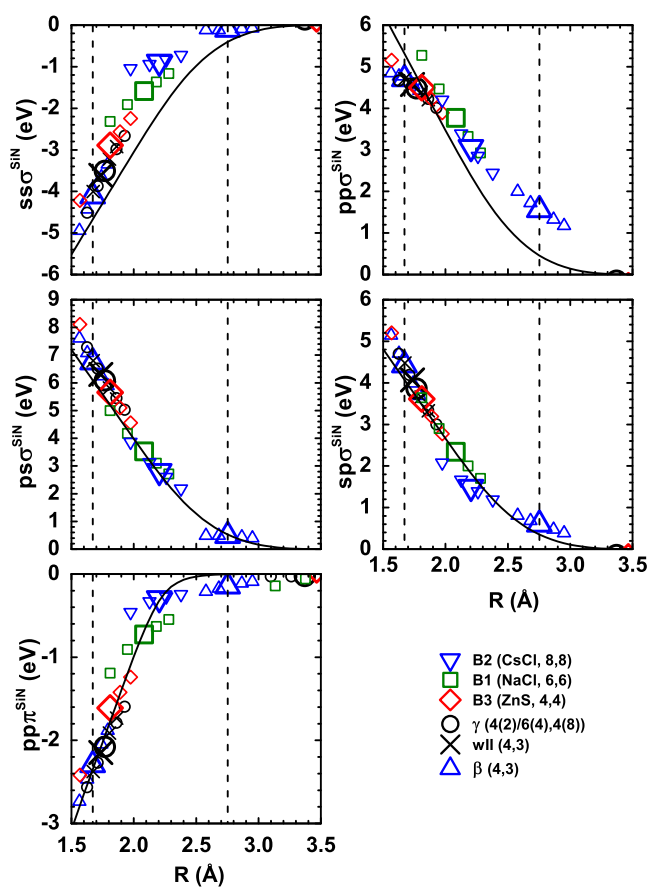 0
-1
-2
-3
-4
-5
-6
ssσ^SiN (eV)
6
5
4
3
2
1
0
ppσ^SiN (eV)
9
8
7
6
5
4
3
2
1
0
psσ^SiN (eV)
6
5
4
3
2
1
0
spσ^SiN (eV)
1.5 2.0 2.5 3.0 3.5
R (Å)
0
-1
-2
-3
ppπ^SiN (eV)
1.5 2.0 2.5 3.0 3.5
R (Å)
B2 (CsCl, 8,8)
B1 (NaCl, 6,6)
B3 (ZnS, 4,4)
γ (4(2)/6(4),4(8))
wII (4,3)
β (4,3)